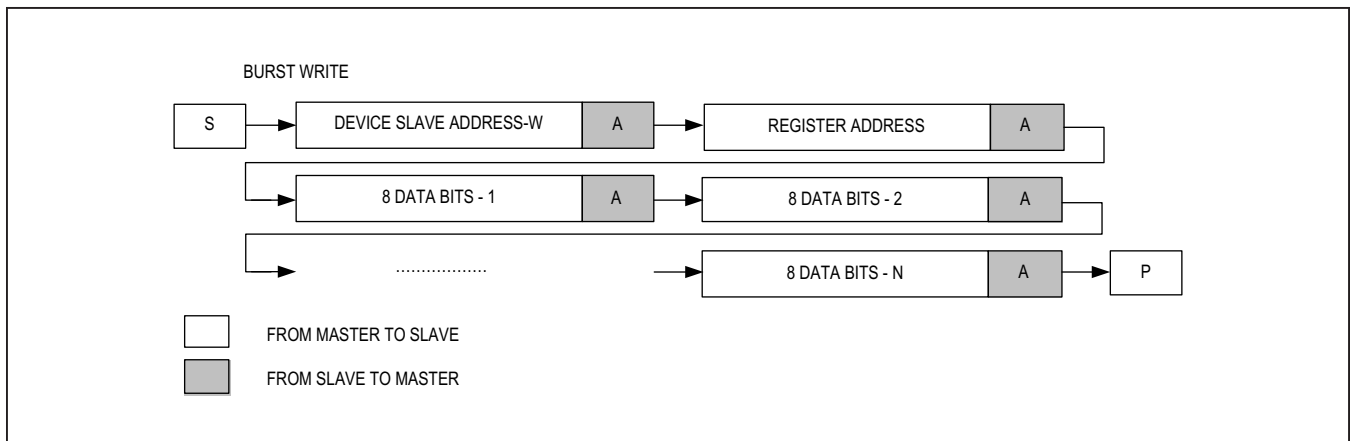 BURST WRITE
S DEVICE SLAVE ADDRESS-W A REGISTER ADDRESS A
8 DATA BITS - 1 A 8 DATA BITS - 2 A
.................. 8 DATA BITS - N A P
FROM MASTER TO SLAVE
FROM SLAVE TO MASTER